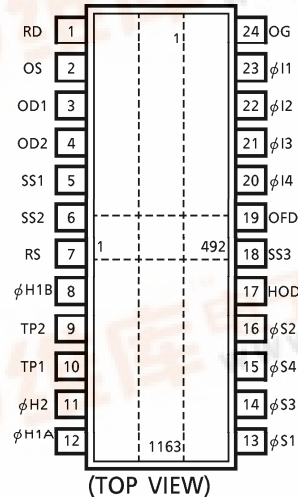 RD 1 1 24 OG
OS 2 23 ϕI1
OD1 3 22 ϕI2
OD2 4 21 ϕI3
SS1 5 20 ϕI4
SS2 6 19 OFD
RS 7 1 492 18 SS3
ϕH1B 8 17 HOD
TP2 9 16 ϕS2
TP1 10 15 ϕS4
ϕH2 11 14 ϕS3
ϕH1A 12 1163 13 ϕS1
(TOP VIEW)